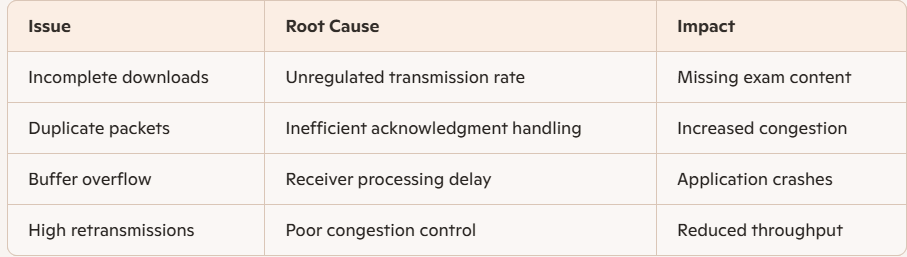 Issue Root Cause Impact
Incomplete downloads Unregulated transmission rate Missing exam content
Duplicate packets Inefficient acknowledgment handling Increased congestion
Buffer overflow Receiver processing delay Application crashes
High retransmissions Poor congestion control Reduced throughput